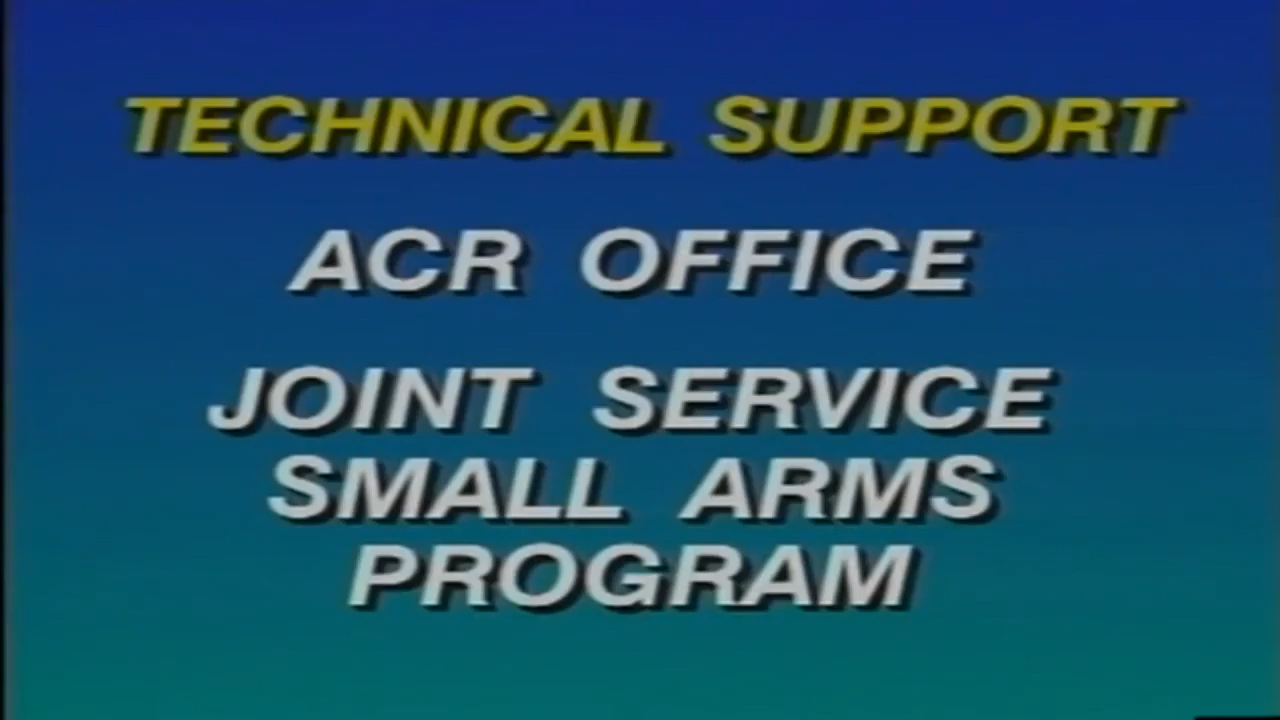 TECHNICAL SUPPORT
ACR OFFICE
JOINT SERVICE
SMALL ARMS
PROGRAM